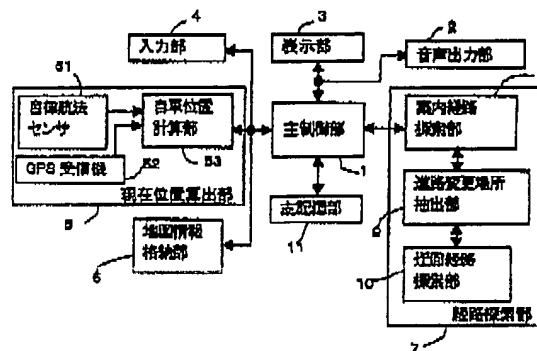 4
入力部
3
表示部
2
音声出力部
51
自律航法
センサ
自車位置
計算部
53
GPS 受信機
52
現在位置算出部
5
主制御部
1
主記憶部
11
地図情報
格納部
6
案内経路
探索部
道路変更場所
抽出部
9
迂回経路
探索部
10
経路探索部
7